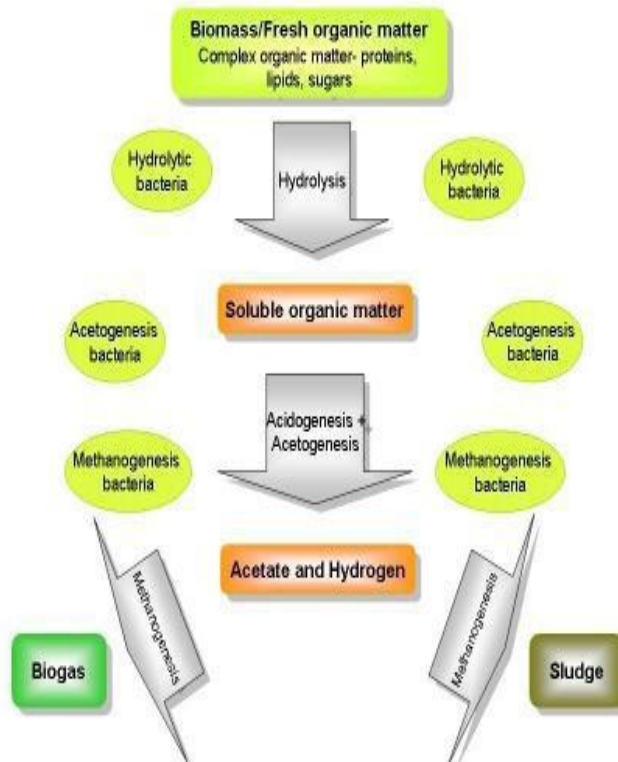 Biomass/Fresh organic matter
Complex organic matter- proteins,
lipids, sugars
Hydrolytic
bacteria
Hydrolysis
Hydrolytic
bacteria
Soluble organic matter
Acetogenesis
bacteria
Acetogenesis
bacteria
Acidogenesis +
Acetogenesis
Methanogenesis
bacteria
Methanogenesis
bacteria
Acetate and Hydrogen
Methanogenesis
Methanogenesis
Biogas
Sludge